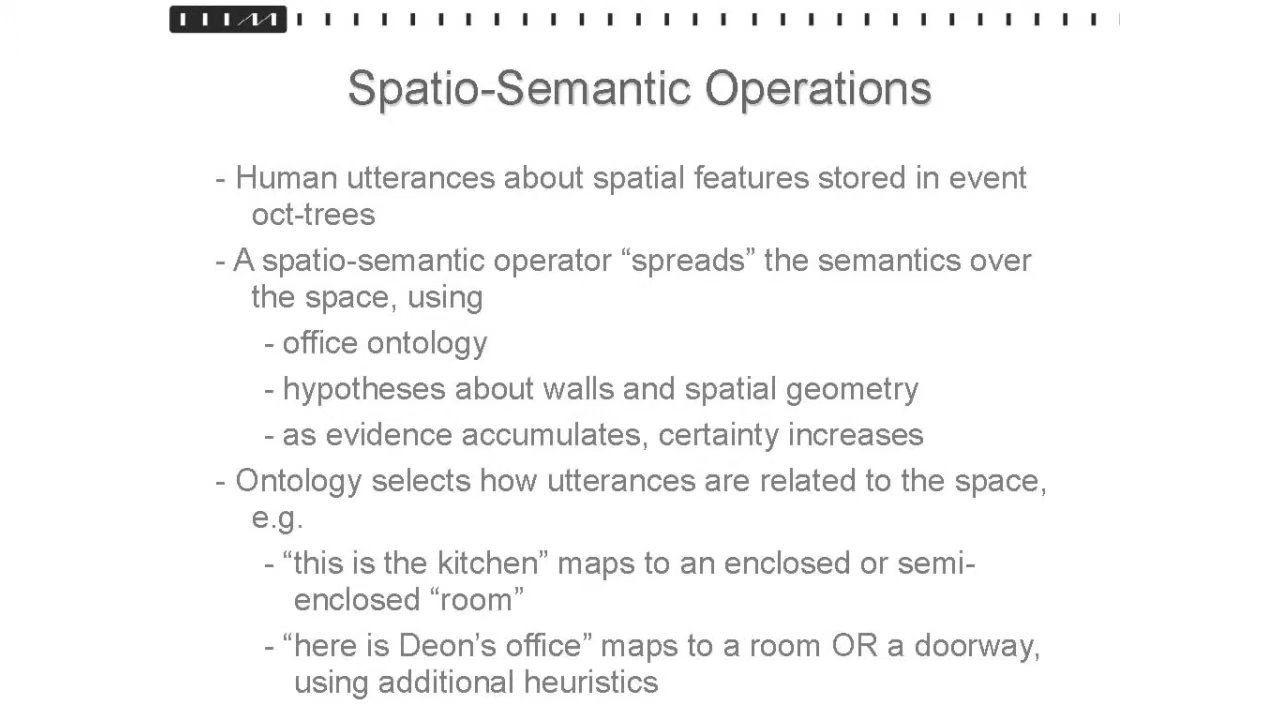 Spatio-Semantic Operations
- Human utterances about spatial features stored in event
oct-trees
- A spatio-semantic operator “spreads” the semantics over
the space, using
- office ontology
- hypotheses about walls and spatial geometry
- as evidence accumulates, certainty increases
- Ontology selects how utterances are related to the space,
e.g.
- “this is the kitchen” maps to an enclosed or semi-
enclosed “room”
- “here is Deon’s office” maps to a room OR a doorway,
using additional heuristics